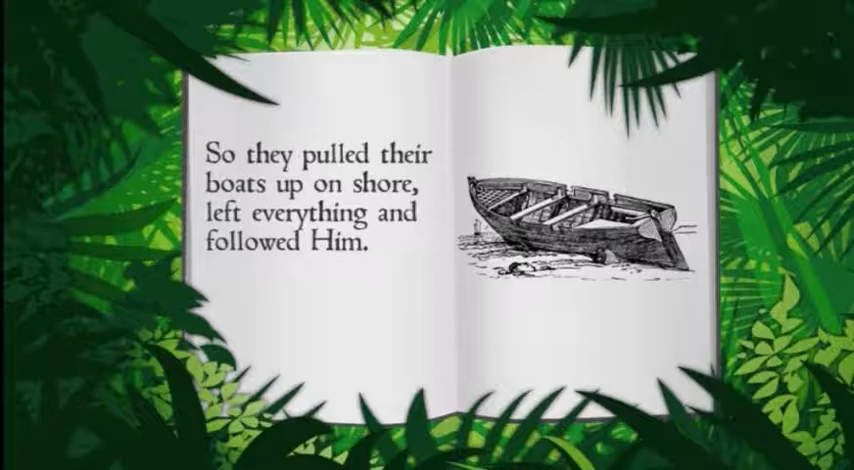 So they pulled their
boats up on shore,
left everything and
followed Him.